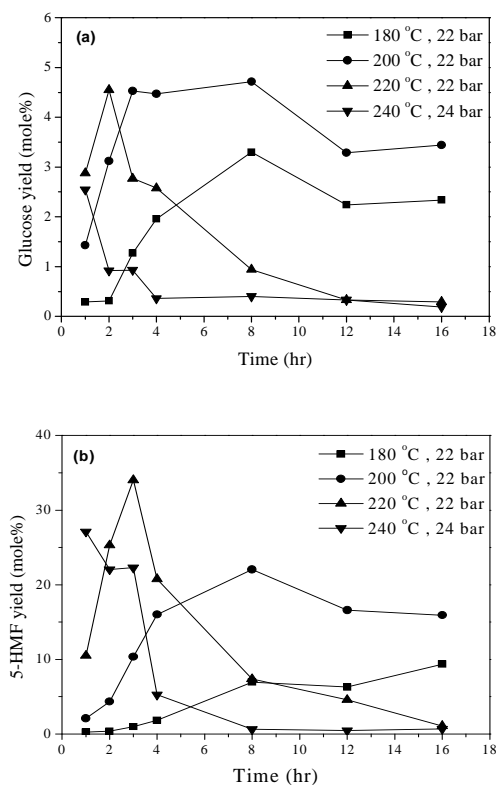 (a)
180 °C , 22 bar
200 °C , 22 bar
220 °C , 22 bar
240 °C , 24 bar
Glucose yield (mole%)
6
5
4
3
2
1
0
0 2 4 6 8 10 12 14 16 18
Time (hr)
(b)
180 °C , 22 bar
200 °C , 22 bar
220 °C , 22 bar
240 °C , 24 bar
5-HMF yield (mole%)
40
30
20
10
0
0 2 4 6 8 10 12 14 16 18
Time (hr)